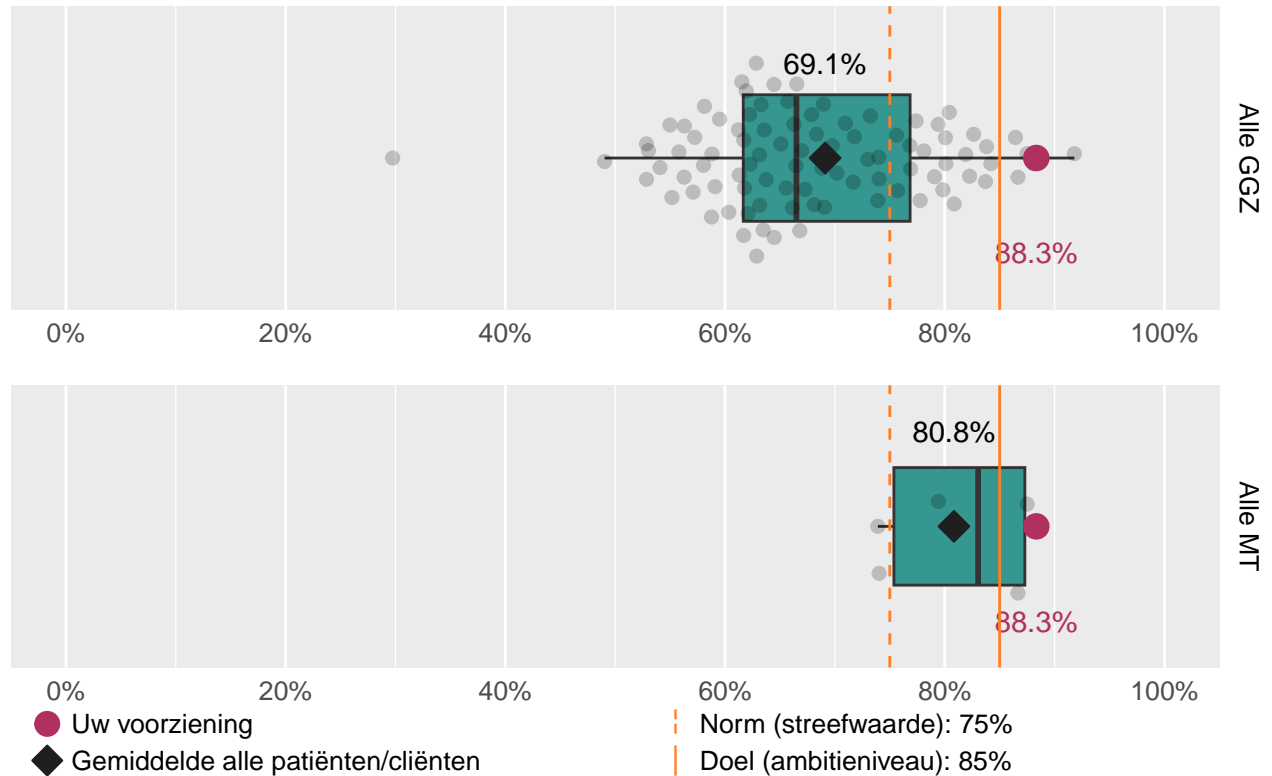 69.1%
Alle GGZ
88.3%
0% 20% 40% 60% 80% 100%
80.8%
Alle MT
88.3%
0% 20% 40% 60% 80% 100%
Uw voorziening
Norm (streefwaarde): 75%
Gemiddelde alle patiënten/cliënten
Doel (ambitieniveau): 85%